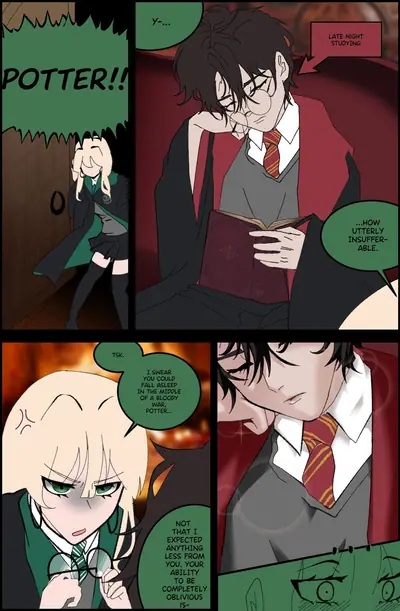 POTTER!!
Y-...
LATE NIGHT
STUDYING
...HOW
UTTERLY
INSUFFER-
ABLE.
TSK.
I SWEAR
YOU COULD
FALL ASLEEP
IN THE MIDDLE
OF A BLOODY
WAR,
POTTER...
NOT
THAT I
EXPECTED
ANYTHING
LESS FROM
YOU, YOUR
ABILITY
TO BE
COMPLETELY
OBLIVIOUS
IS-
. . .